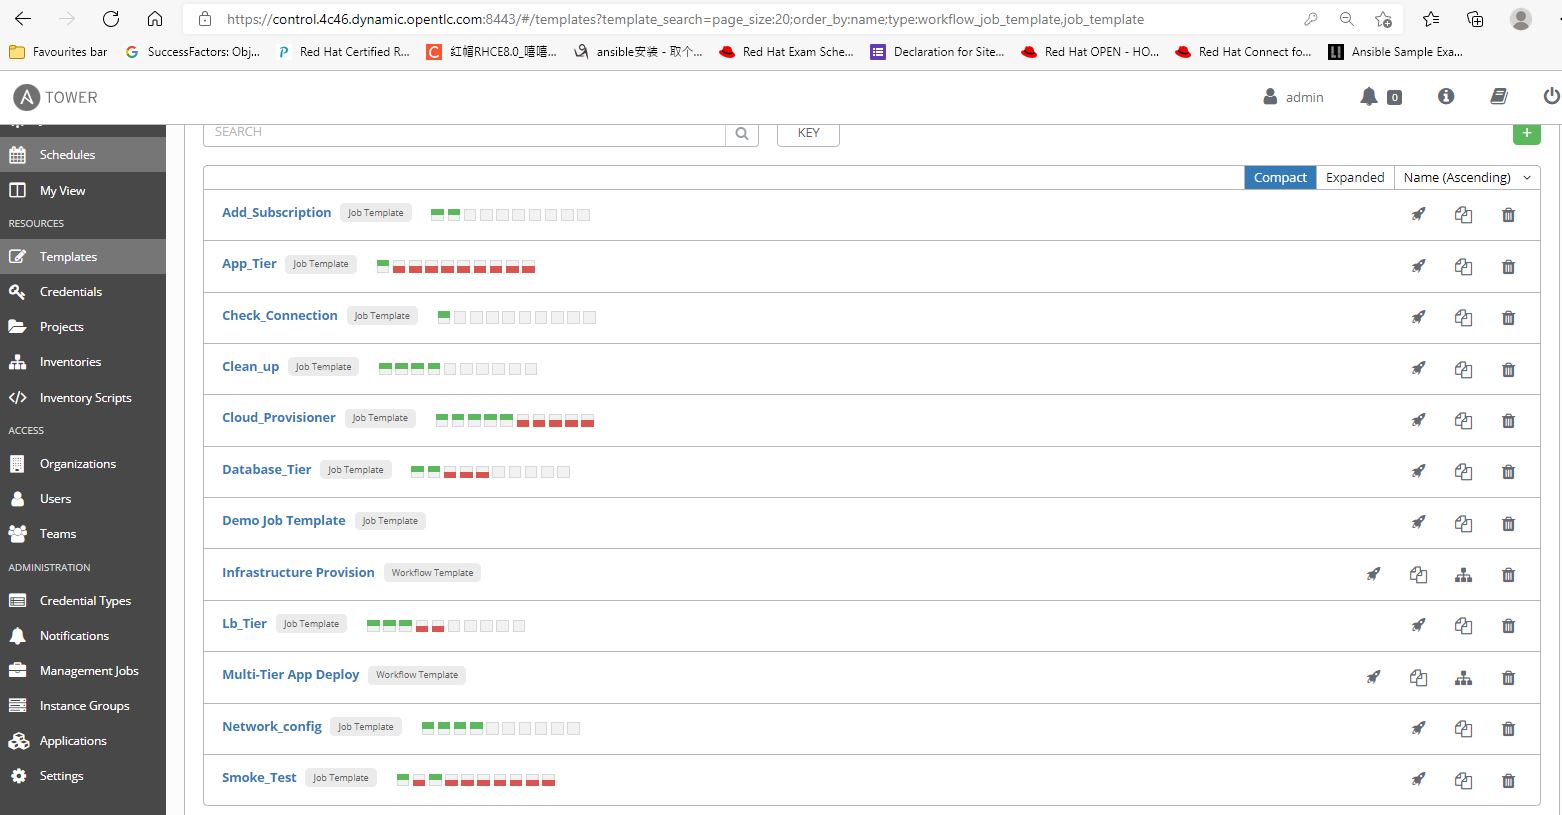 https://control.4c46.dynamic.opentlc.com:8443/#/templates?template_search=page_size:20;order_by:name;type:workflow_job_template,job_template
Favourites bar
SuccessFactors: Obj...
Red Hat Certified R...
红帽RHCE8.0_嘻嘻...
ansible安装 - 取个...
Red Hat Exam Sche...
Declaration for Site...
Red Hat OPEN - HO...
Red Hat Connect fo...
Ansible Sample Exa...
A TOWER
admin
0
SEARCH
KEY
+
Schedules
My View
RESOURCES
Templates
Credentials
Projects
Inventories
Inventory Scripts
ACCESS
Organizations
Users
Teams
ADMINISTRATION
Credential Types
Notifications
Management Jobs
Instance Groups
Applications
Settings
Compact Expanded Name (Ascending)
Add_Subscription Job Template
App_Tier Job Template
Check_Connection Job Template
Clean_up Job Template
Cloud_Provisioner Job Template
Database_Tier Job Template
Demo Job Template Job Template
Infrastructure Provision Workflow Template
Lb_Tier Job Template
Multi-Tier App Deploy Workflow Template
Network_config Job Template
Smoke_Test Job Template